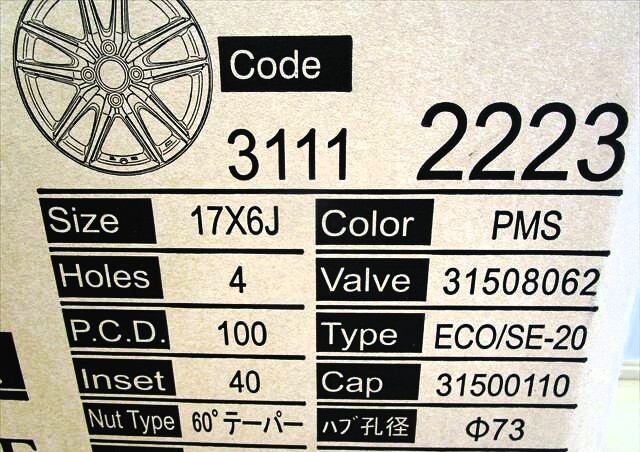 Code
3111 2223
Size 17X6J Color PMS
Holes 4 Valve 31508062
P.C.D. 100 Type ECO/SE-20
Inset 40 Cap 31500110
Nut Type 60°テーパー ハブ孔径 Φ73